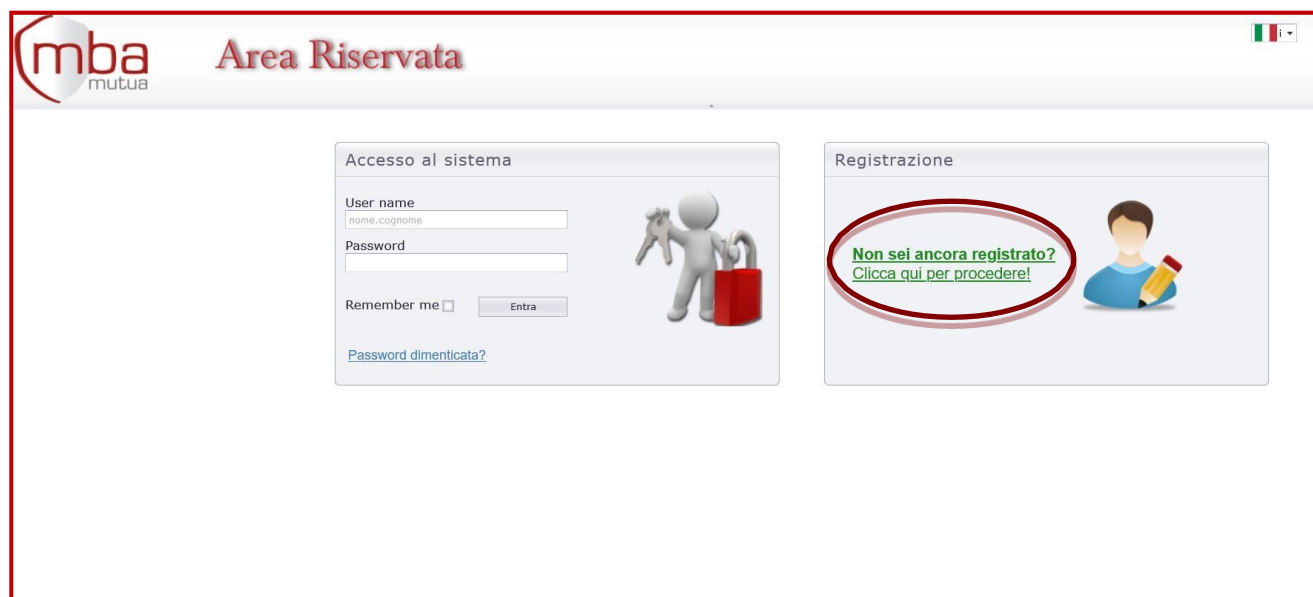 mba
mutua
Area Riservata
i
Accesso al sistema
User name
nome.cognome
Password
Remember me
Entra
Password dimenticata?
Registrazione
Non sei ancora registrato?
Clicca qui per procedere!